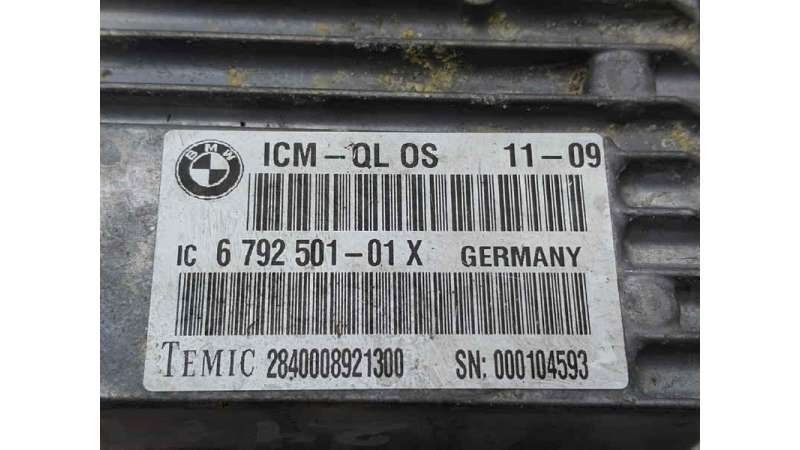 BMW
ICM-QL OS 11-09
IC 6 792 501-01 X GERMANY
TEMIC 2840008921300 SN: 000104593